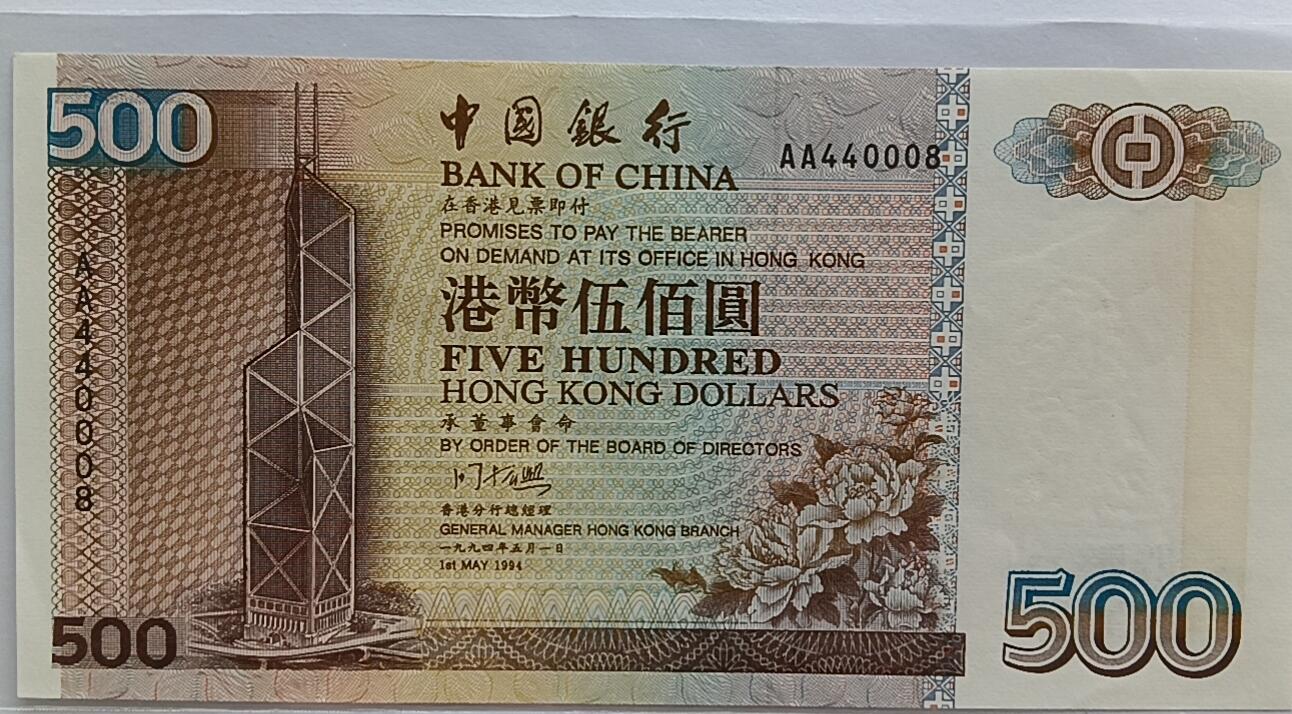 500
中國銀行
AA440008
BANK OF CHINA
在香港見票即付
PROMISES TO PAY THE BEARER
ON DEMAND AT ITS OFFICE IN HONG KONG
港幣伍佰圓
FIVE HUNDRED
HONG KONG DOLLARS
承董事會命
BY ORDER OF THE BOARD OF DIRECTORS
香港分行總經理
GENERAL MANAGER HONG KONG BRANCH
一九九四年五月一日
1st MAY 1994
AA440008
500
500